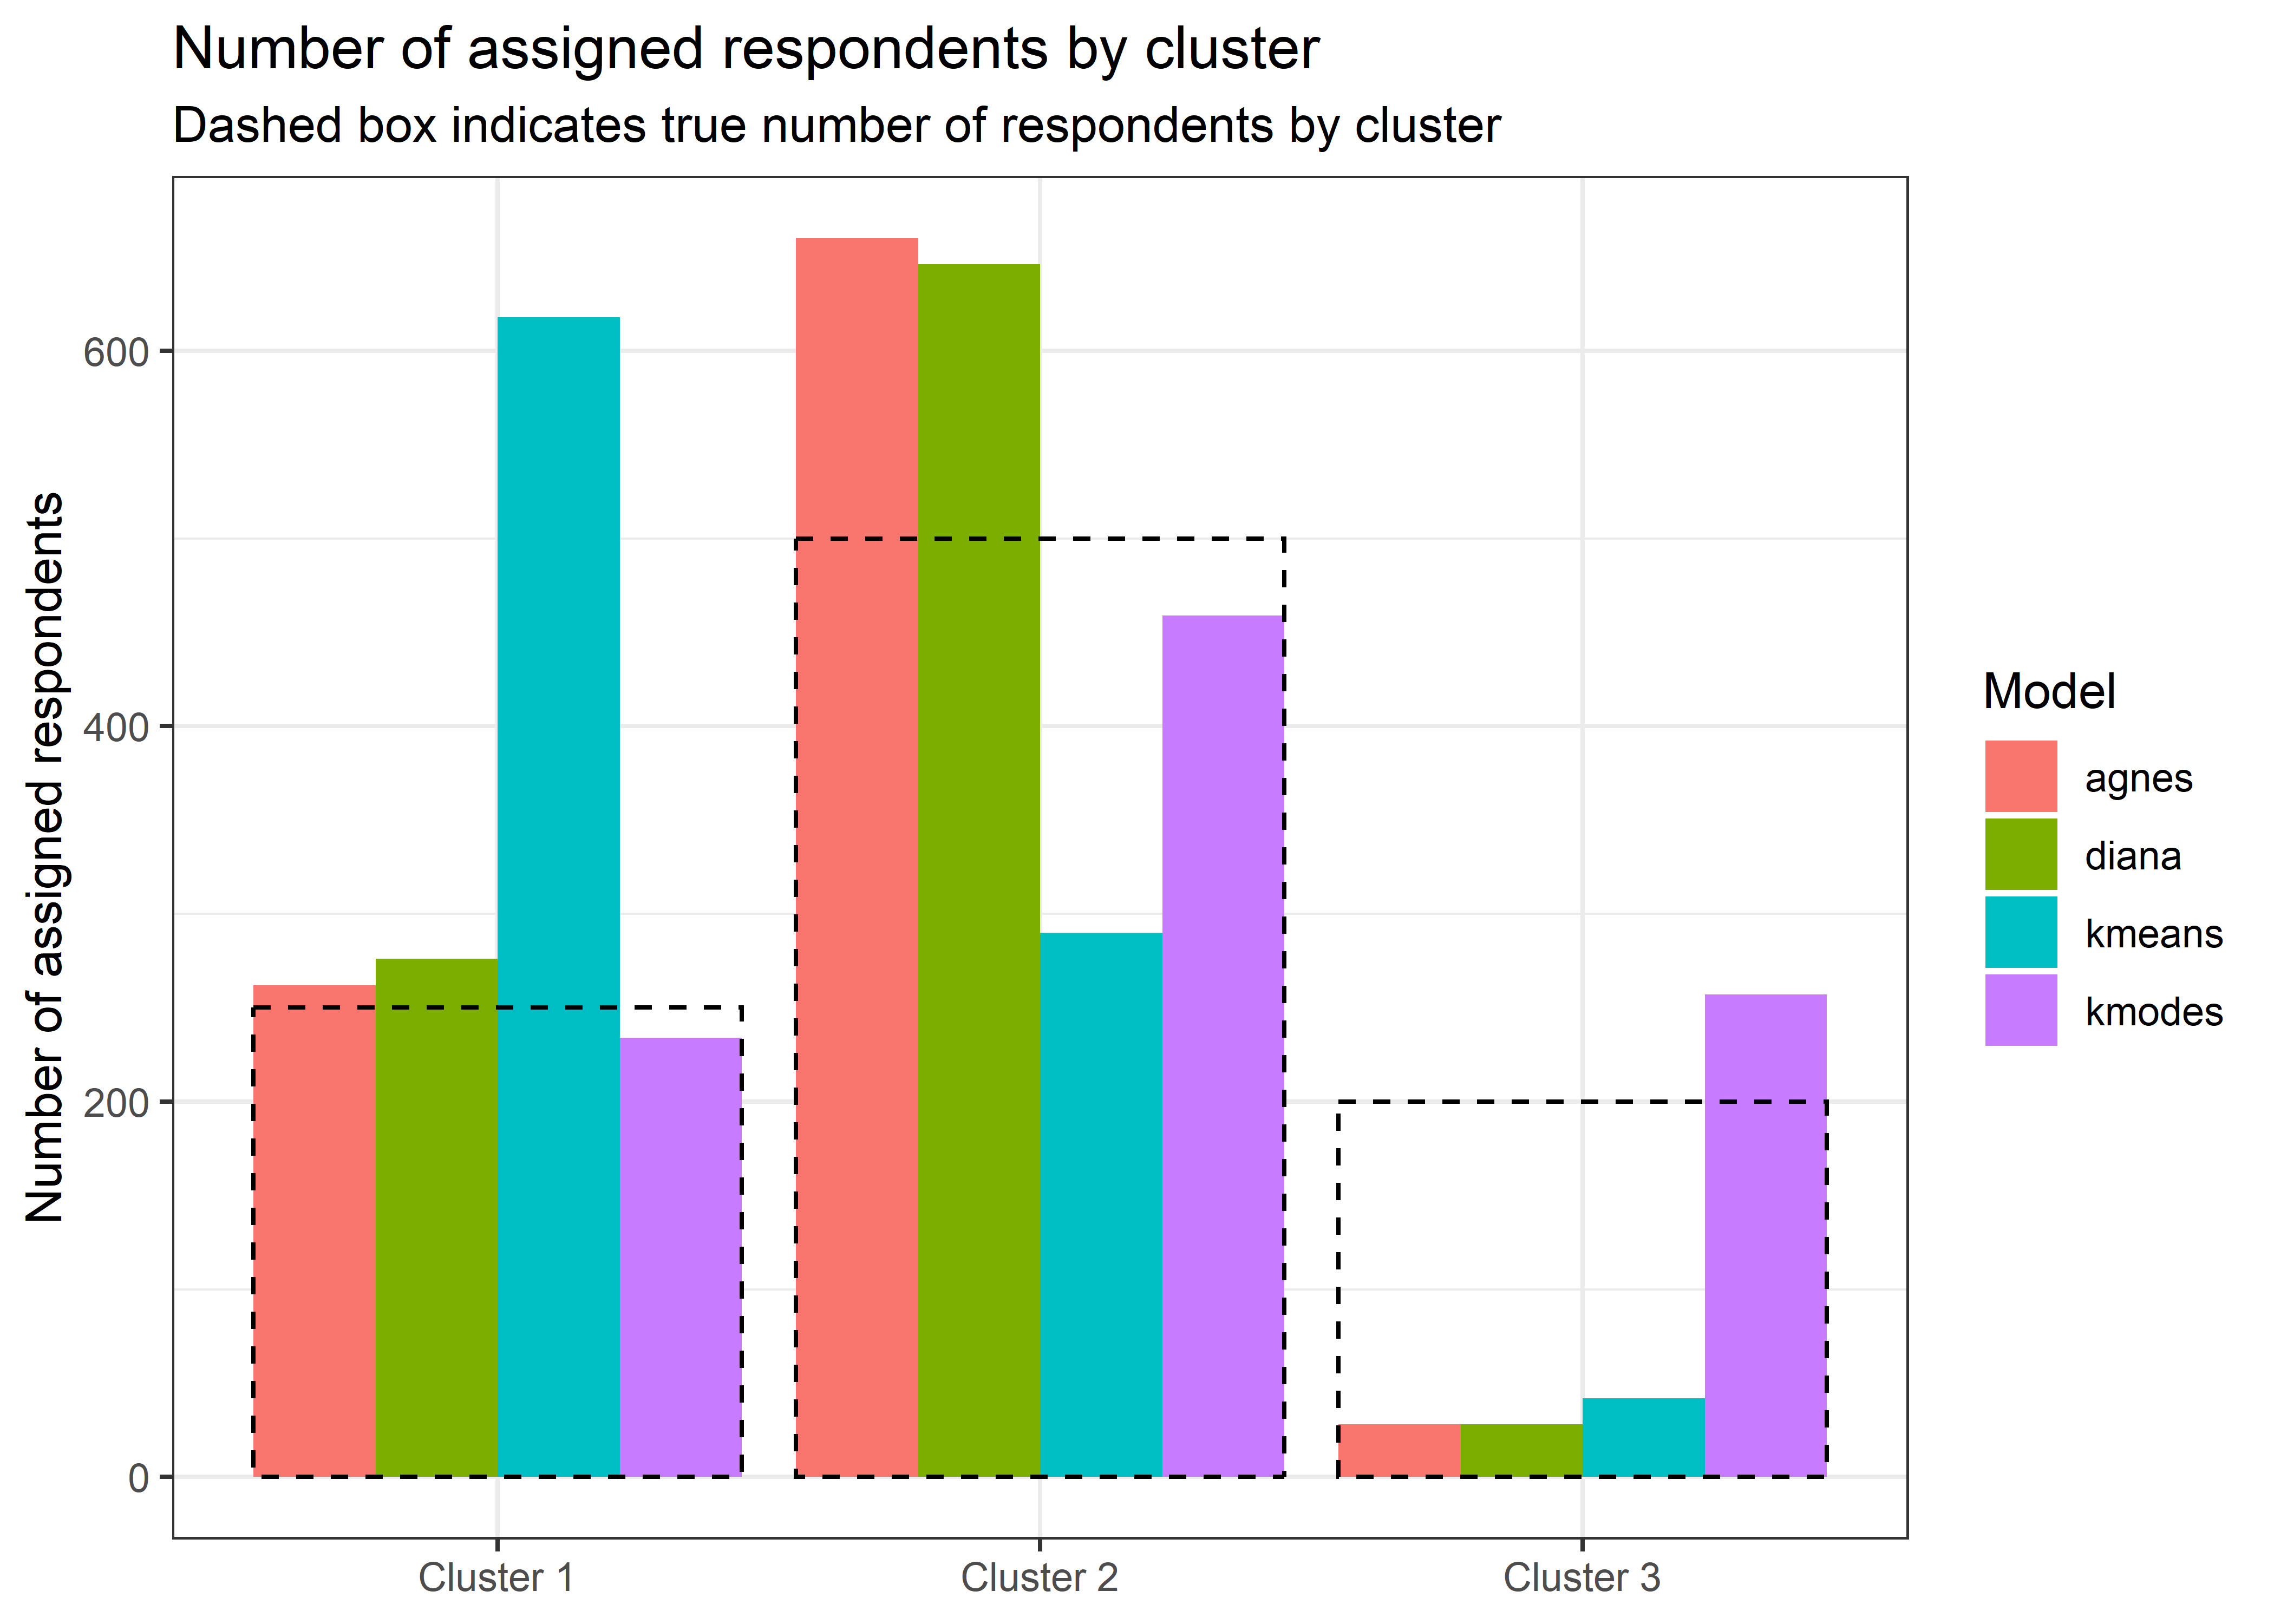 Number of assigned respondents by cluster
Dashed box indicates true number of respondents by cluster
Number of assigned respondents
600
400
200
0
Cluster 1
Cluster 2
Cluster 3
Model
agnes
diana
kmeans
kmodes